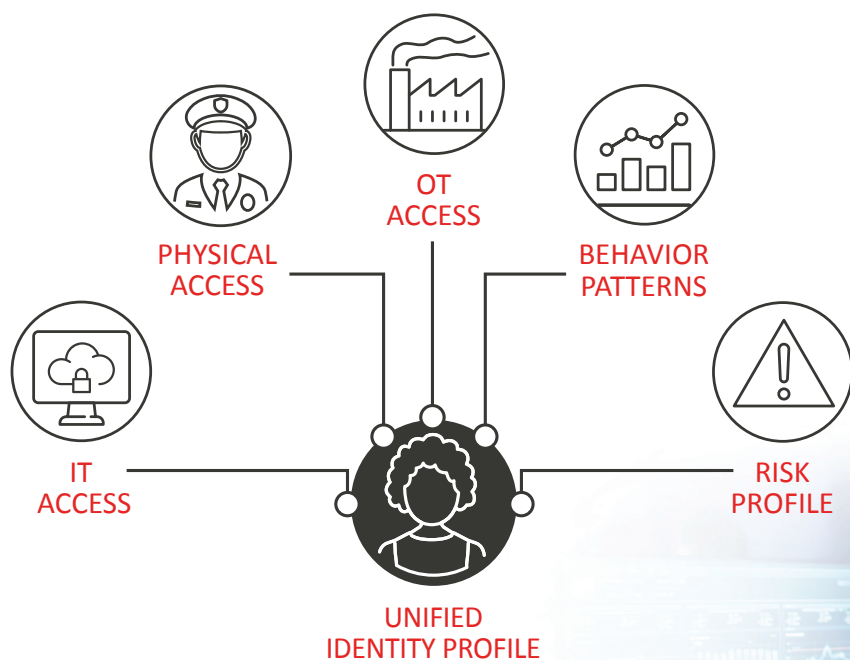 OT
ACCESS
PHYSICAL
ACCESS
BEHAVIOR
PATTERNS
IT
ACCESS
RISK
PROFILE
UNIFIED
IDENTITY PROFILE